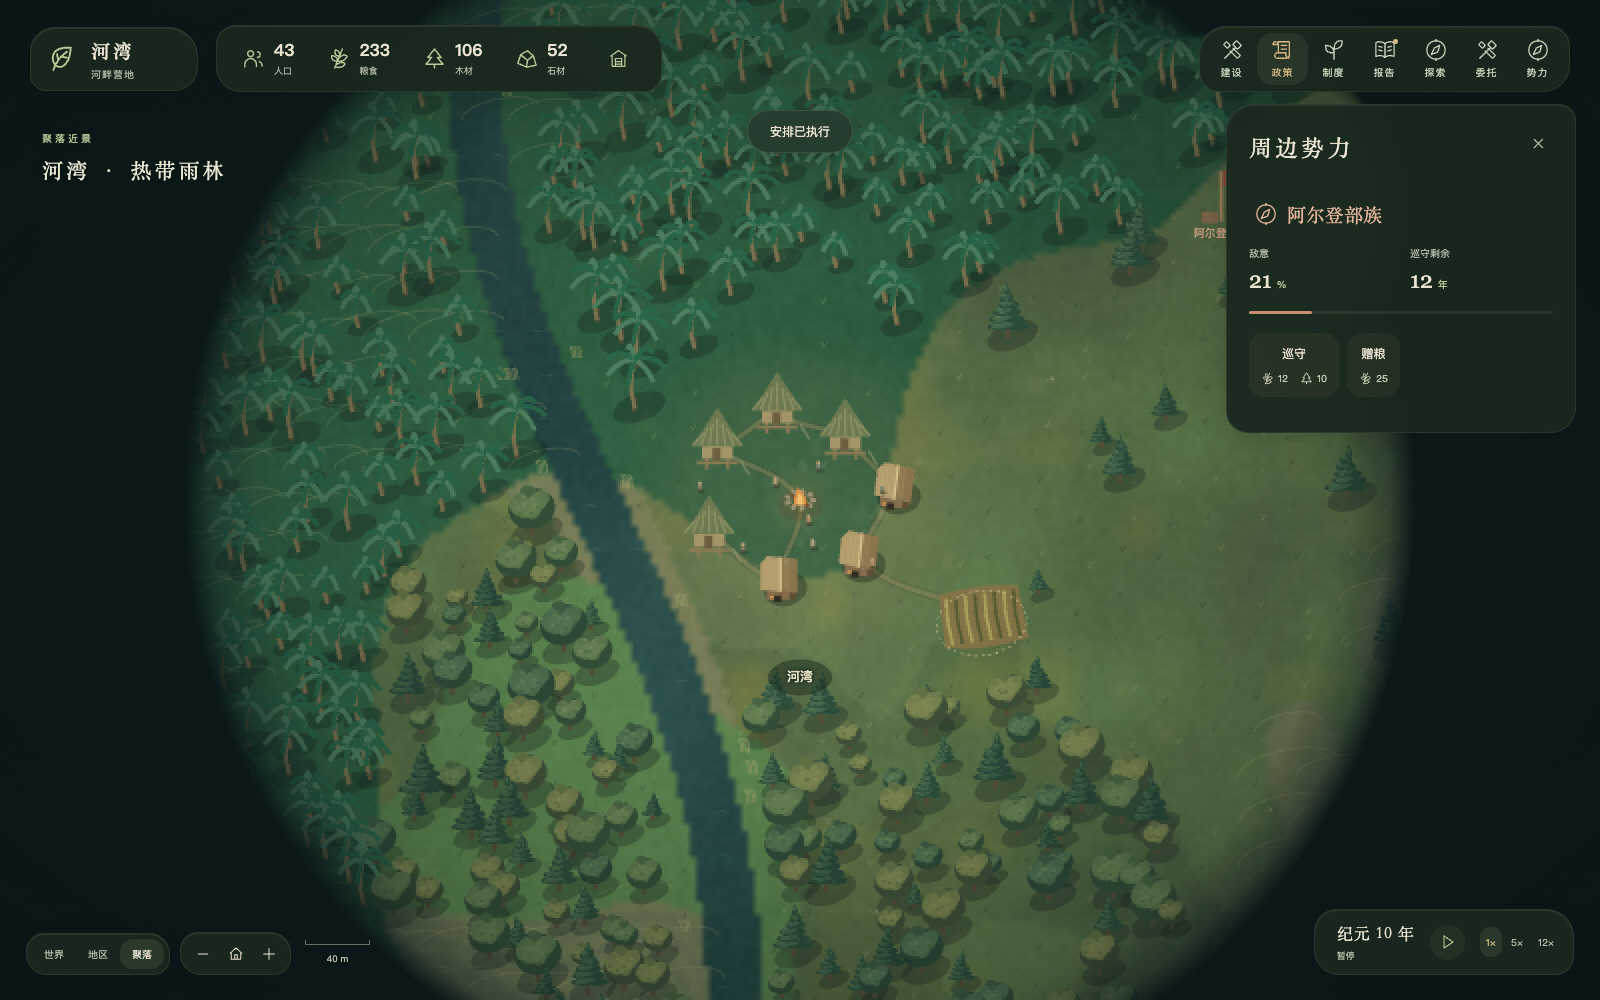 河湾
河畔营地
43
人口
233
粮食
106
木材
52
石材
建设
政策
制度
报告
探索
委托
势力
聚落近景
河湾 · 热带雨林
安排已执行
周边势力
阿尔登部族
敌意
巡守剩余
21 %
12 年
巡守
12 10
赠粮
25
阿尔登
河湾
世界 地区 聚落
40 m
纪元 10 年
暂停
1× 5× 12×